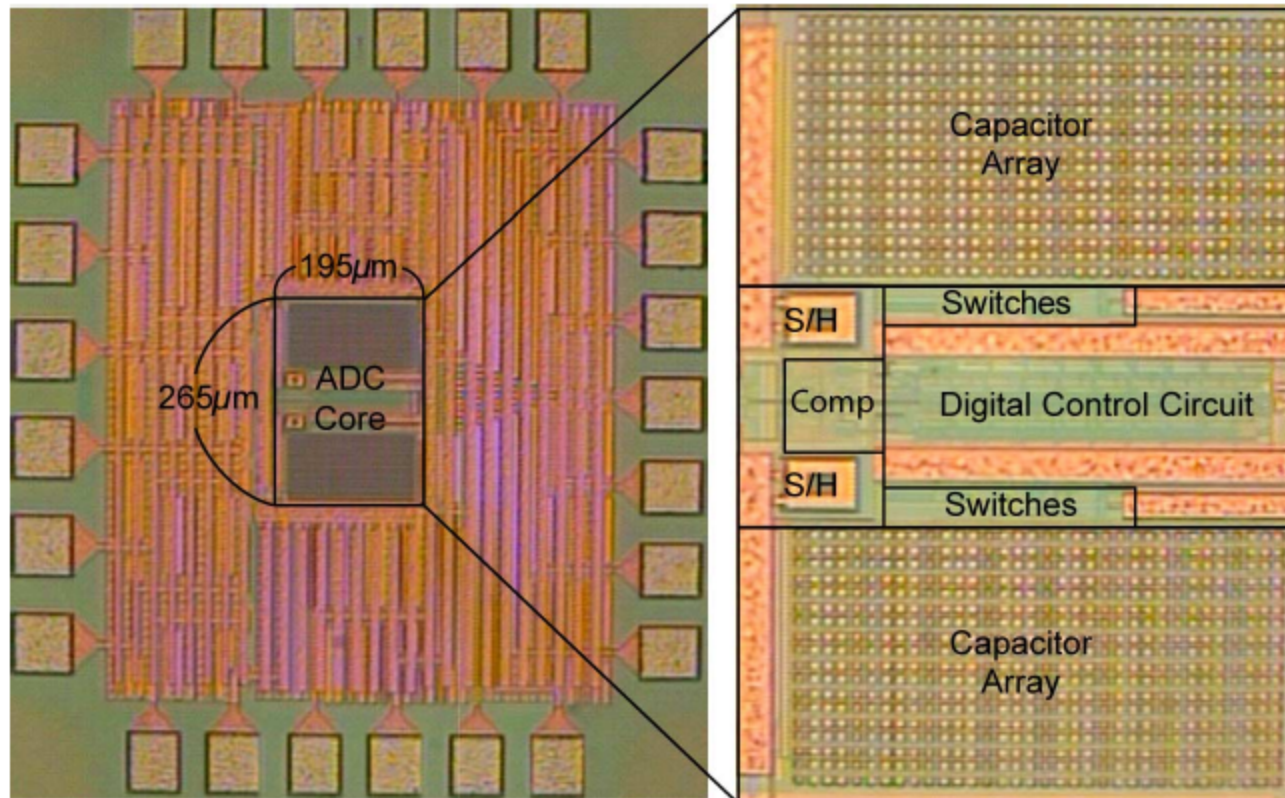 195μm
265μm
ADC
Core
Capacitor
Array
Switches
S/H
Comp
Digital Control Circuit
S/H
Switches
Capacitor
Array